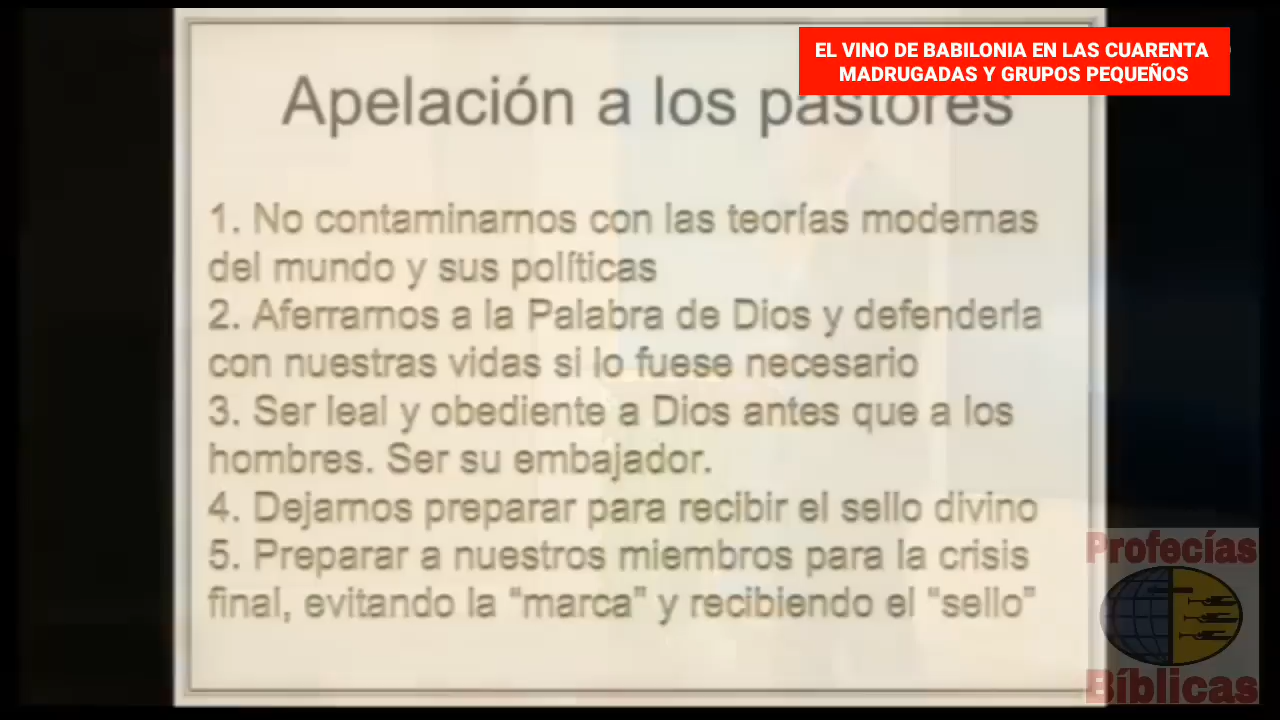 EL VINO DE BABILONIA EN LAS CUARENTA
MADRUGADAS Y GRUPOS PEQUEÑOS
Apelación a los pastores
1. No contaminarnos con las teorías modernas
del mundo y sus políticas
2. Aferrarnos a la Palabra de Dios y defenderla
con nuestras vidas si lo fuese necesario
3. Ser leal y obediente a Dios antes que a los
hombres. Ser su embajador.
4. Dejarnos preparar para recibir el sello divino
5. Preparar a nuestros miembros para la crisis
final, evitando la “marca” y recibiendo el “sello”
Profecías
Bíblicas